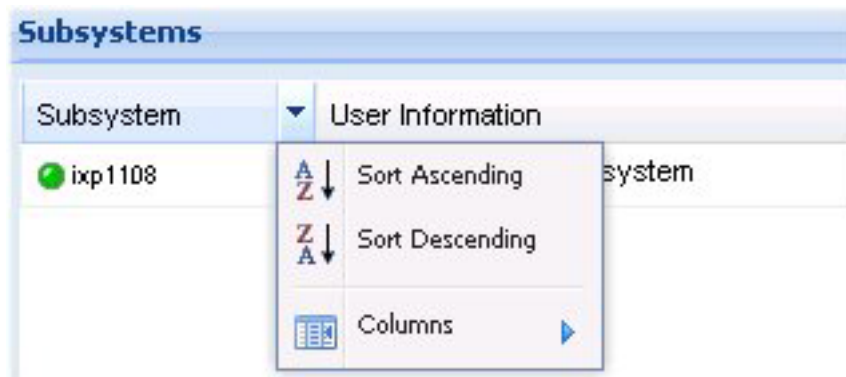 Subsystems
Subsystem User Information
ixp1108 system
Sort Ascending
Sort Descending
Columns